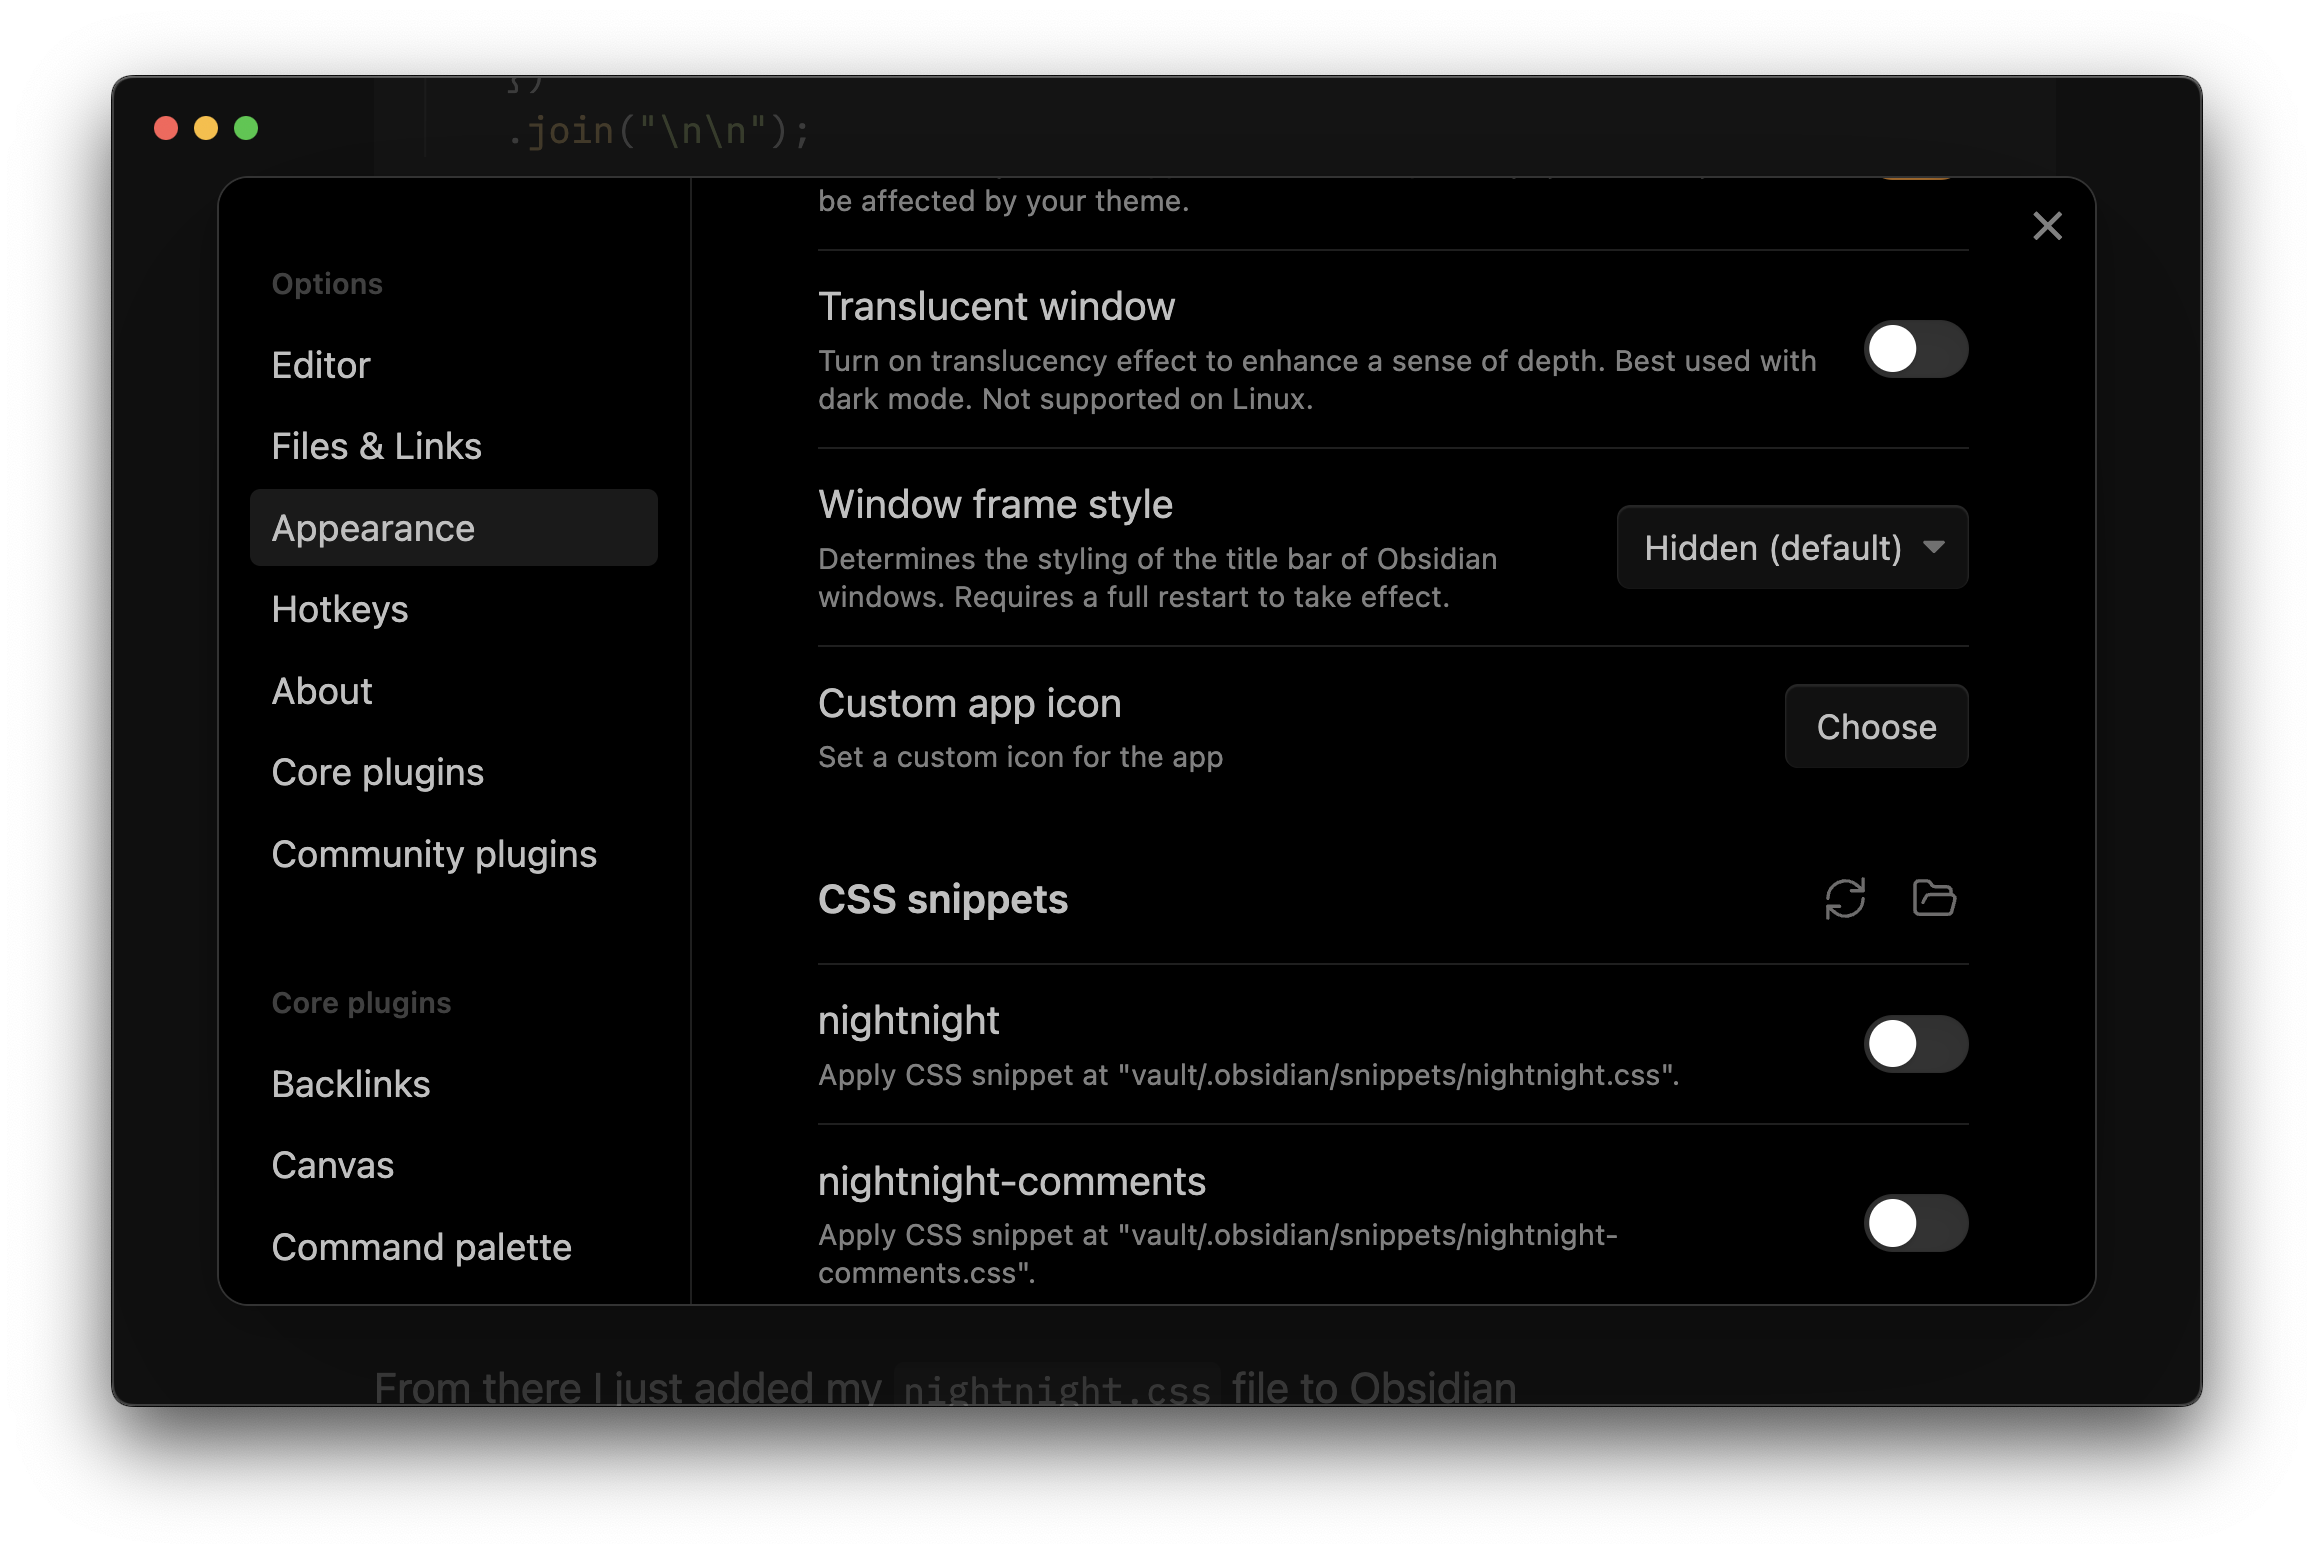 })
.join("\n\n");
Options
Editor
Files & Links
Appearance
Hotkeys
About
Core plugins
Community plugins
Core plugins
Backlinks
Canvas
Command palette
be affected by your theme.
Translucent window
Turn on translucency effect to enhance a sense of depth. Best used with
dark mode. Not supported on Linux.
Window frame style
Determines the styling of the title bar of Obsidian
windows. Requires a full restart to take effect.
Hidden (default)
Custom app icon
Set a custom icon for the app
Choose
CSS snippets
nightnight
Apply CSS snippet at "vault/.obsidian/snippets/nightnight.css".
nightnight-comments
Apply CSS snippet at "vault/.obsidian/snippets/nightnight-
comments.css".
From there I just added my nightnight.css file to Obsidian